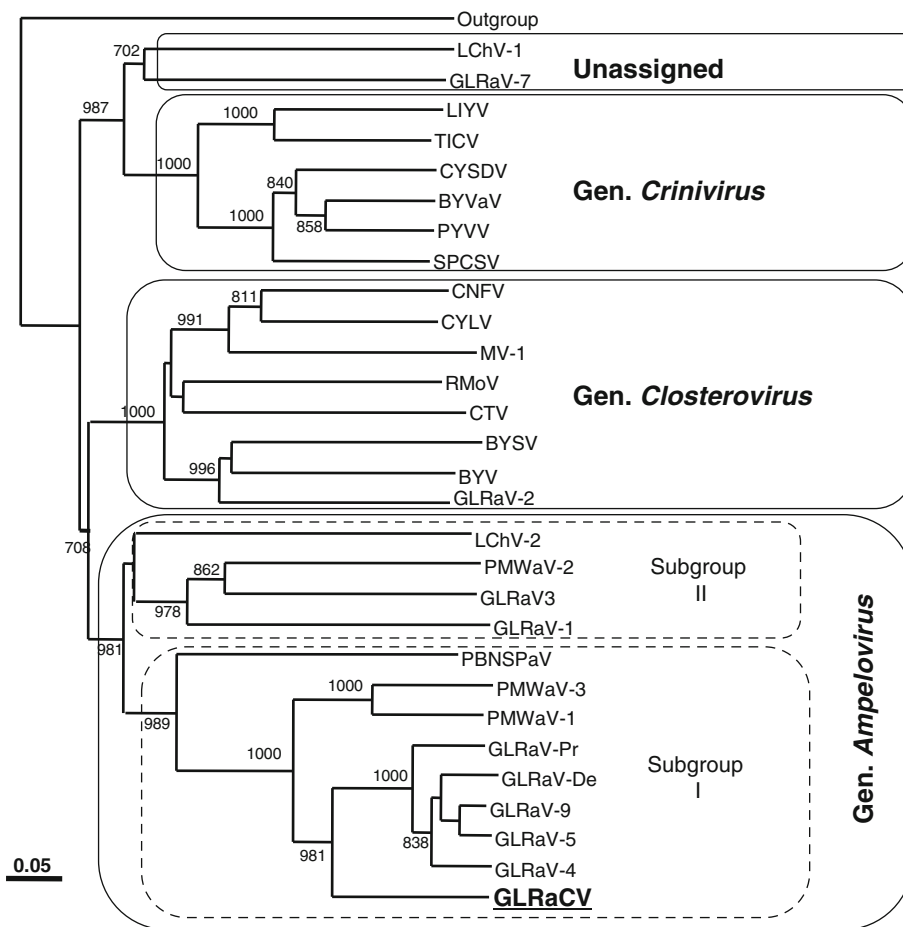 Outgroup
LChV-1
702
Unassigned
GLRaV-7
987
LIYV
1000
TICV
1000
CYSDV
840
Gen. Crinivirus
BYVaV
1000
858
PYVV
SPCSV
CNFV
811
991
CYLV
MV-1
RMoV
Gen. Closterovirus
1000
CTV
BYSV
996
BYV
GLRaV-2
708
LChV-2
862
PMWaV-2
Subgroup
II
978
GLRaV3
GLRaV-1
981
PBNSPaV
1000
PMWaV-3
989
PMWaV-1
1000
GLRaV-Pr
1000
GLRaV-De
Subgroup
I
GLRaV-9
838
GLRaV-5
981
GLRaV-4
GLRaCV
Gen. Ampelovirus
0.05